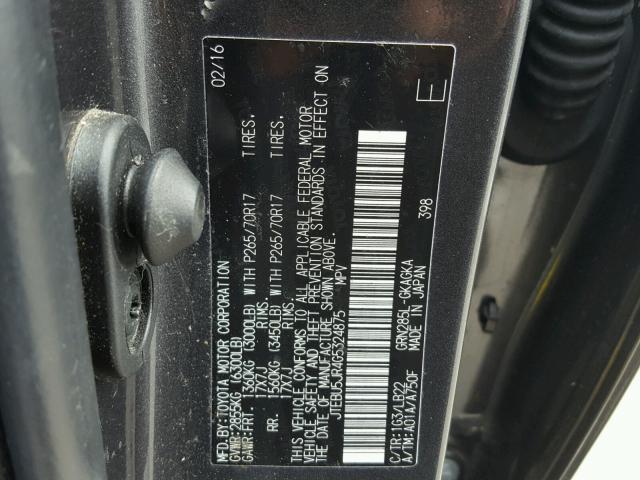 MFD.BY: TOYOTA MOTOR CORPORATION 02/16
GVWR: 2855KG (6300LB)
GAWR: FRT. 1360KG (3000LB) WITH P265/70R17 TIRES.
17X7J RIMS.
RR. 1560KG (3450LB) WITH P265/70R17 TIRES.
17X7J RIMS.
THIS VEHICLE CONFORMS TO ALL APPLICABLE FEDERAL MOTOR
VEHICLE SAFETY AND THEFT PREVENTION STANDARDS IN EFFECT ON
THE DATE OF MANUFACTURE SHOWN ABOVE.
JTEBU5JR4G5324875 MPV
E
398
C/TR: 1G3/LB22 GRN285L-GKAGKA
A/TM: A01A/A750F MADE IN JAPAN